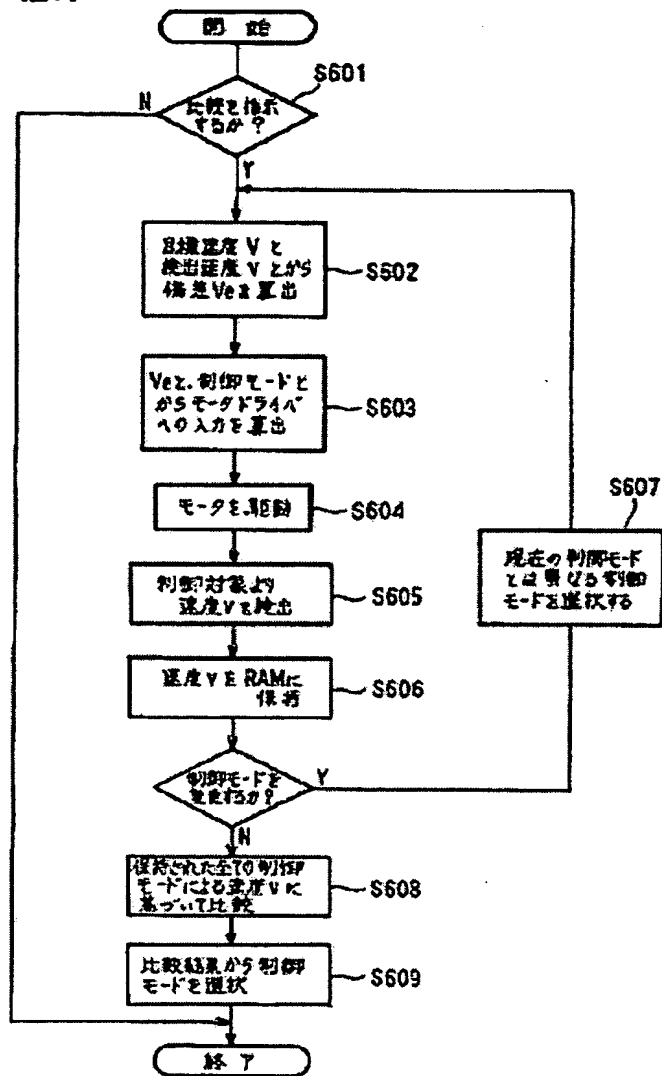 開始
S601
N
比較を指示
するか?
Y
目標速度Vと
検出速度Vとから
偏差Veを算出
S602
Veと、制御モードと
からモータドライバ
への入力を算出
S603
モータを駆動
S604
S607
現在の制御モード
とは異なる制御
モードを選択する
制御対象より
速度Vを検出
S605
速度VをRAMに
保持
S606
制御モードを
変更するか?
Y
N
保持された全ての制御
モードによる速度Vに
基づいて比較
S608
比較結果から制御
モードを選択
S609
終了